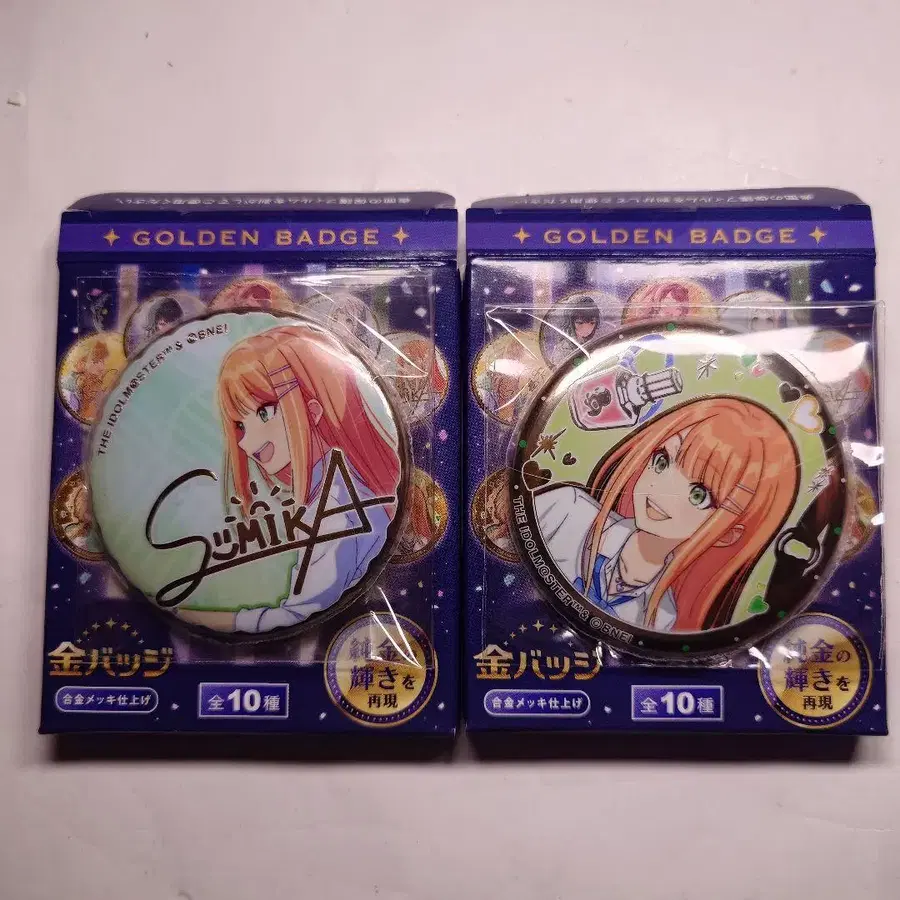 GOLDEN BADGE
THE IDOLM@STER™& ©BNEI
SUMIKA
金バッジ
合金メッキ仕上げ
全10種
純金の
輝きを
再現
GOLDEN BADGE
THE IDOLM@STER™& ©BNEI
金バッジ
合金メッキ仕上げ
全10種
純金の
輝きを
再現